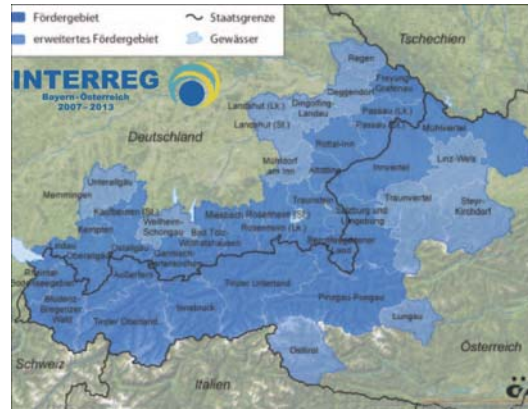 Fördergebiet
Staatsgrenze
erweitertes Fördergebiet
Gewässer
INTERREG
Bayern-Österreich
2007-2013
Tschechien
Deutschland
Regen
Freyung-
Grafenau
Deggendorf
Landshut (Lk.)
Dingolfing-
Landau
Passau (Lk.)
Landshut (St.)
Passau (St.)
Mühlviertel
Rottal-Inn
Linz-Wels
Mühldorf
am Inn
Innviertel
Altötting
Unterallgäu
Memmingen
Traunviertel
Steyr-
Kirchdorf
Kaufbeuren (St.)
Weilheim-
Schongau
Miesbach
Rosenheim (St.)
Traunstein
Salzburg und
Umgebung
Kempten
Bad Tölz-
Wolfratshausen
Rosenheim (Lk.)
Berchtesgadener
Land
Lindau
Oberallgäu
Ostallgäu
Garmisch-
Partenkirchen
Rheintal-
Bodenseegebiet
Außerfern
Tiroler Unterland
Bludenz-
Bregenzer
Wald
Innsbruck
Pinzgau-Pongau
Tiroler Oberland
Lungau
Osttirol
Schweiz
Italien
Österreich